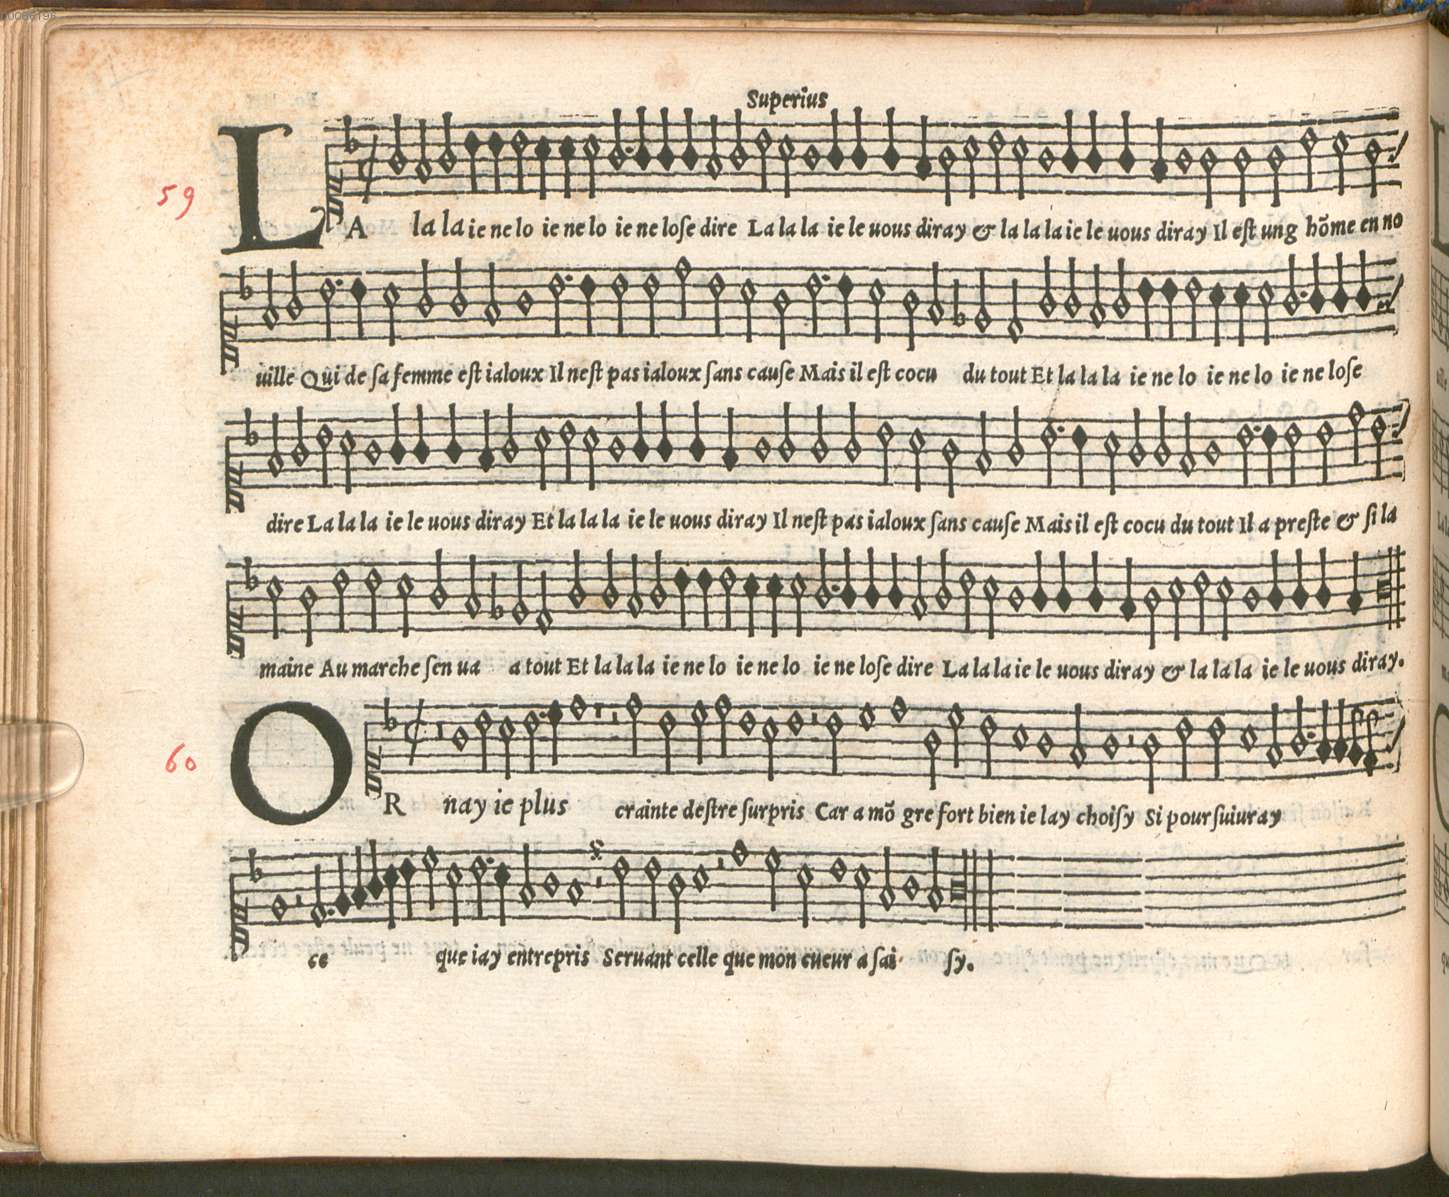 00086196
Superius
59
LA la la ie ne lo ie ne lo ie ne loſe dire La la la ie le uous diray & la la la ie le uous diray Il eſt ung hõme en no
uille Qui de ſa femme eſt ialoux Il neſt pas ialoux ſans cauſe Mais il eſt cocu du tout Et la la la ie ne lo ie ne lo ie ne loſe
dire La la la ie le uous diray Et la la la ie le uous diray Il neſt pas ialoux ſans cauſe Mais il eſt cocu du tout Il a preſte & ſi la
maine Au marche ſen ua a tout Et la la la ie ne lo ie ne lo ie ne loſe dire La la la ie le uous diray & la la la ie le uous diray.
60
OR nay ie plus crainte deſtre ſurpris Car a mõ gre fort bien ie lay choiſy Si pourſuiuray
ce que iay entrepris Seruant celle que mon cueur a ſai ſy.